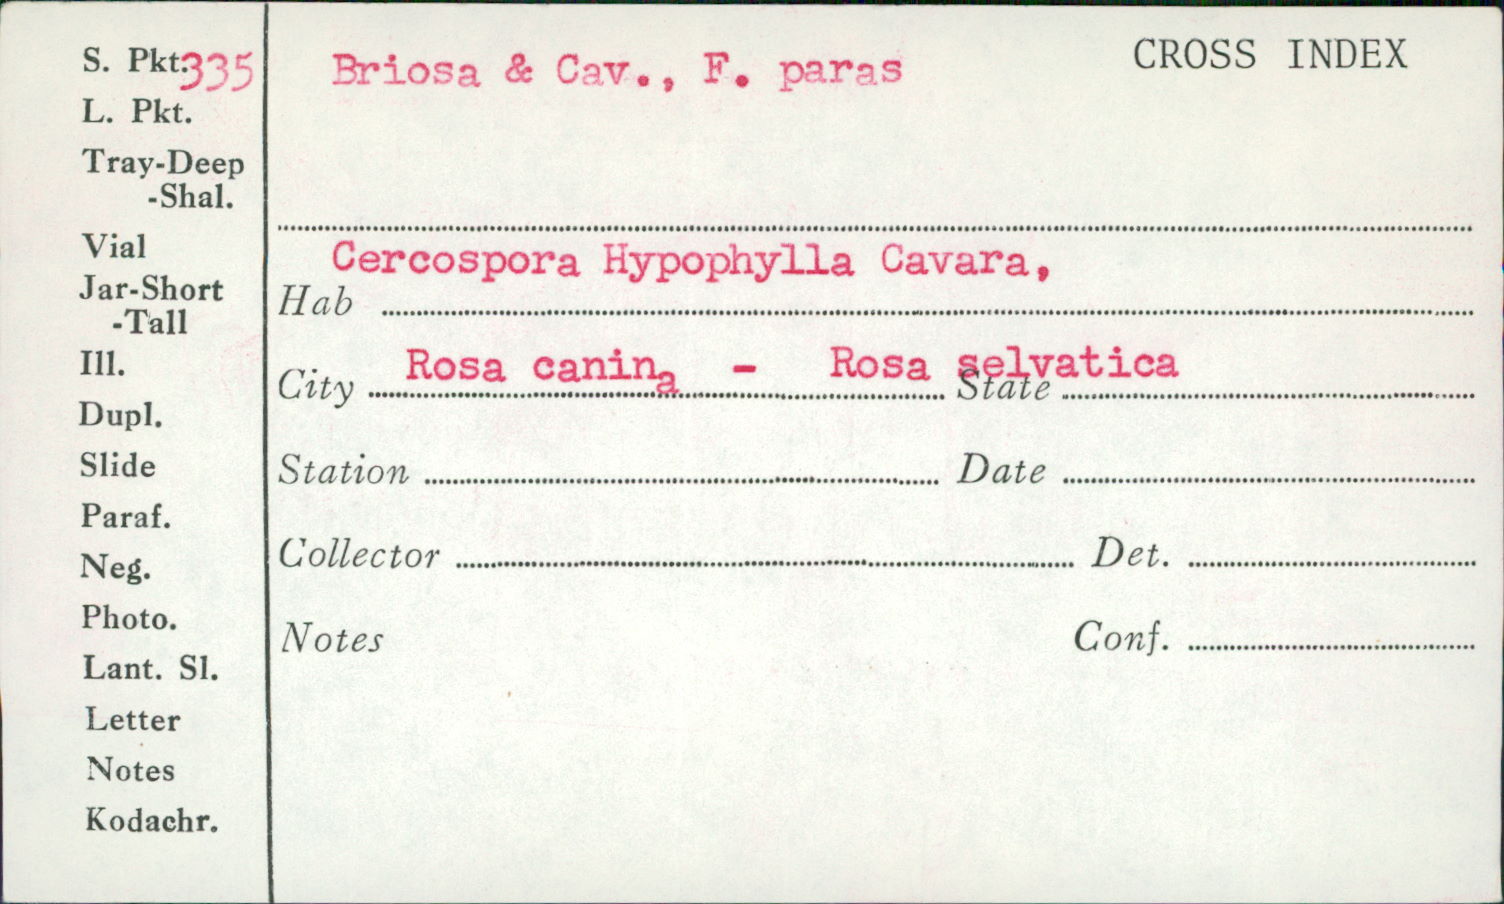 S. Pkt. 335
L. Pkt.
Tray-Deep
-Shal.
Vial
Jar-Short
-Tall
Ill.
Dupl.
Slide
Paraf.
Neg.
Photo.
Lant. Sl.
Letter
Notes
Kodachr.
CROSS INDEX
Briosa & Cav., F. paras
Cercospora Hypophylla Cavara,
Hab
Rosa canina - Rosa selvatica
City State
Station Date
Collector Det.
Notes Conf.